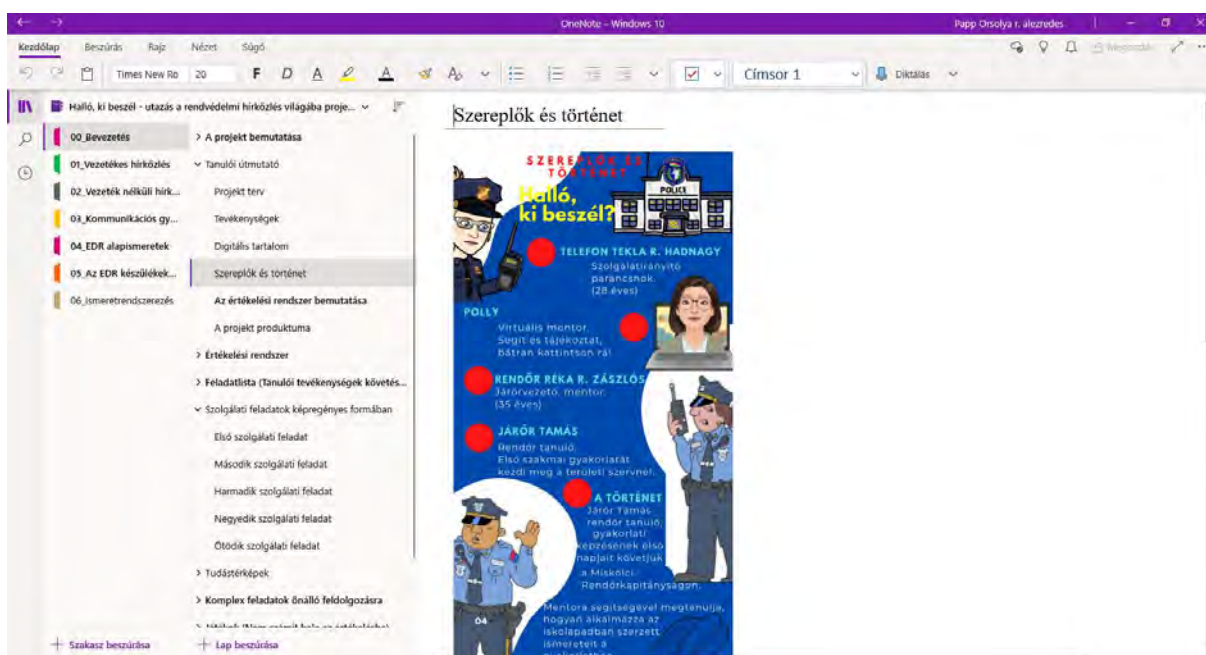 OneNote – Windows 10
Papp Orsolya r. alezredes
Kezdőlap Beszúrás Rajz Nézet Súgó
Megosztás
Times New Ro 20 F D A A Címsor 1 Diktálás
Halló, ki beszél - utazás a rendvédelmi hírközlés világába proje...
00_Bevezetés
01_Vezetékes hírközlés
02_Vezeték nélküli hírk...
03_Kommunikációs gy...
04_EDR alapismeretek
05_Az EDR készülékek...
06_Ismeretrendszerezés
Szakasz beszúrása
A projekt bemutatása
Tanulói útmutató
Projekt terv
Tevékenységek
Digitális tartalom
Szereplők és történet
Az értékelési rendszer bemutatása
A projekt produktuma
Értékelési rendszer
Feladatlista (Tanulói tevékenységek követés...
Szolgálati feladatok képregényes formában
Első szolgálati feladat
Második szolgálati feladat
Harmadik szolgálati feladat
Negyedik szolgálati feladat
Ötödik szolgálati feladat
Tudástérképek
Komplex feladatok önálló feldolgozásra
Lap beszúrása
Szereplők és történet
SZEREPLŐK ÉS
TÖRTÉNET
Halló,
ki beszél?
POLICE
TELEFON TEKLA R. HADNAGY
Szolgálatirányító
parancsnok.
(28 éves)
POLLY
Virtuális mentor.
Segít és tájékoztat,
bátran kattintson rá!
RENDŐR RÉKA R. ZÁSZLÓS
Járőrvezető, mentor.
(35 éves)
JÁRŐR TAMÁS
Rendőr tanuló.
Első szakmai gyakorlatát
kezdi meg a területi szervnél.
A TÖRTÉNET
Járőr Tamás
rendőr tanuló,
gyakorlati
képzésének első
napjait követjük
a Miskolci
Rendőrkapitányságon.
Mentora segítségével megtanulja,
hogyan alkalmazza az
iskolapadban szerzett
ismereteit a
04